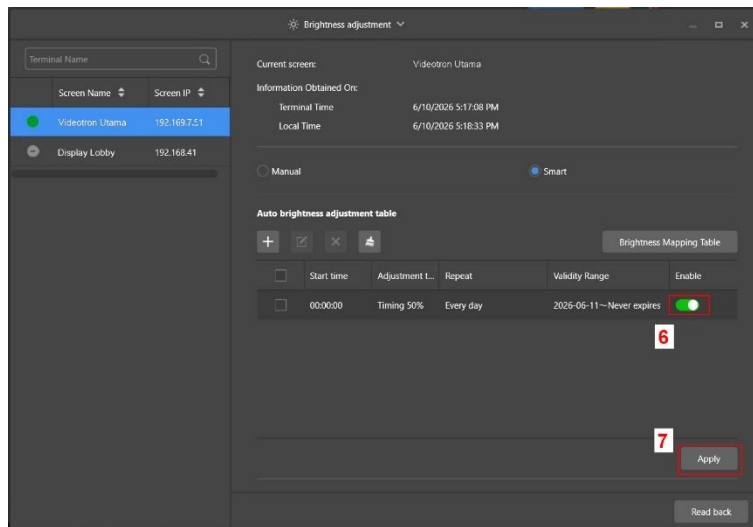 Brightness adjustment
Terminal Name
Screen Name Screen IP
Videotron Utama 192.169.7.51
Display Lobby 192.168.41
Current screen: Videotron Utama
Information Obtained On:
Terminal Time 6/10/2026 5:17:08 PM
Local Time 6/10/2026 5:18:33 PM
Manual Smart
Auto brightness adjustment table
Brightness Mapping Table
Start time Adjustment t... Repeat Validity Range Enable
00:00:00 Timing 50% Every day 2026-06-11~Never expires
6
7
Apply
Read back